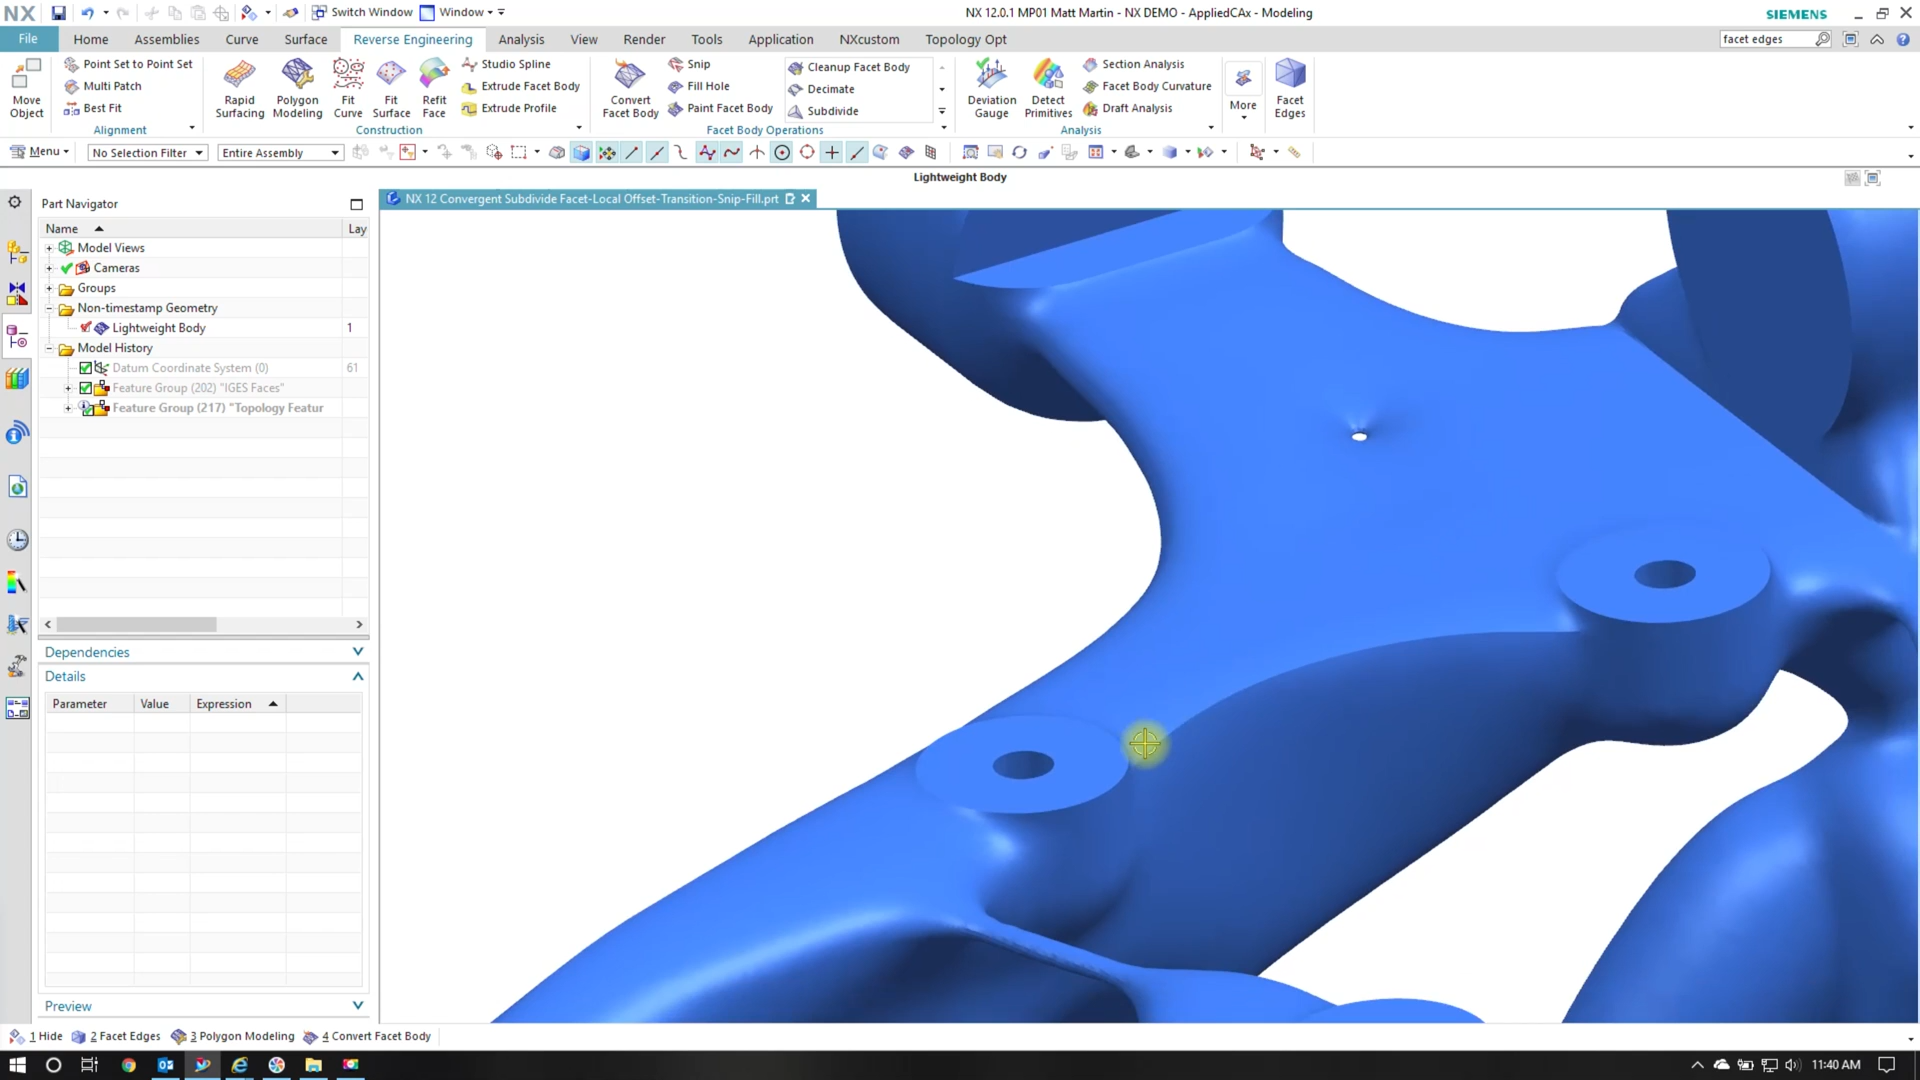 NX Switch Window Window NX 12.0.1 MP01 Matt Martin - NX DEMO - AppliedCAx - Modeling SIEMENS
File Home Assemblies Curve Surface Reverse Engineering Analysis View Render Tools Application NXcustom Topology Opt facet edges
Move Object
Point Set to Point Set
Multi Patch
Best Fit
Alignment
Rapid Surfacing
Polygon Modeling
Fit Curve
Fit Surface
Refit Face
Studio Spline
Extrude Facet Body
Extrude Profile
Construction
Convert Facet Body
Snip
Fill Hole
Paint Facet Body
Cleanup Facet Body
Decimate
Subdivide
Facet Body Operations
Deviation Gauge
Detect Primitives
Section Analysis
Facet Body Curvature
Draft Analysis
Analysis
More
Facet Edges
Menu No Selection Filter Entire Assembly
Lightweight Body
Part Navigator
NX 12 Convergent Subdivide Facet-Local Offset-Transition-Snip-Fill.prt
Name Lay
Model Views
Cameras
Groups
Non-timestamp Geometry
Lightweight Body 1
Model History
Datum Coordinate System (0) 61
Feature Group (202) "IGES Faces"
Feature Group (217) "Topology Featur
Dependencies
Details
Parameter Value Expression
Preview
1 Hide 2 Facet Edges 3 Polygon Modeling 4 Convert Facet Body
11:40 AM